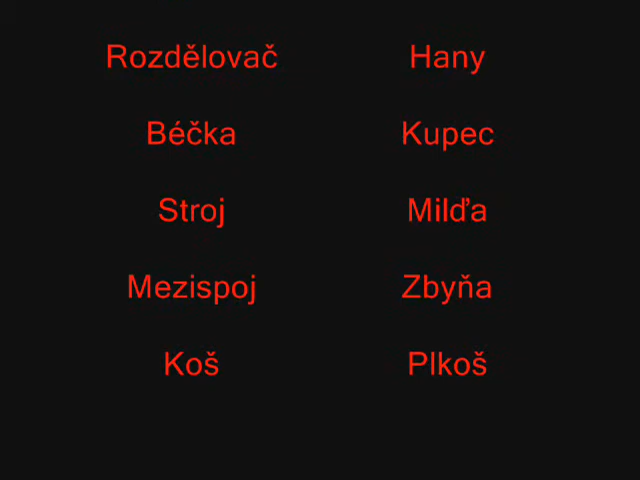 Rozdělovač Hany
Béčka Kupec
Stroj Milďa
Mezispoj Zbyňa
Koš Plkoš